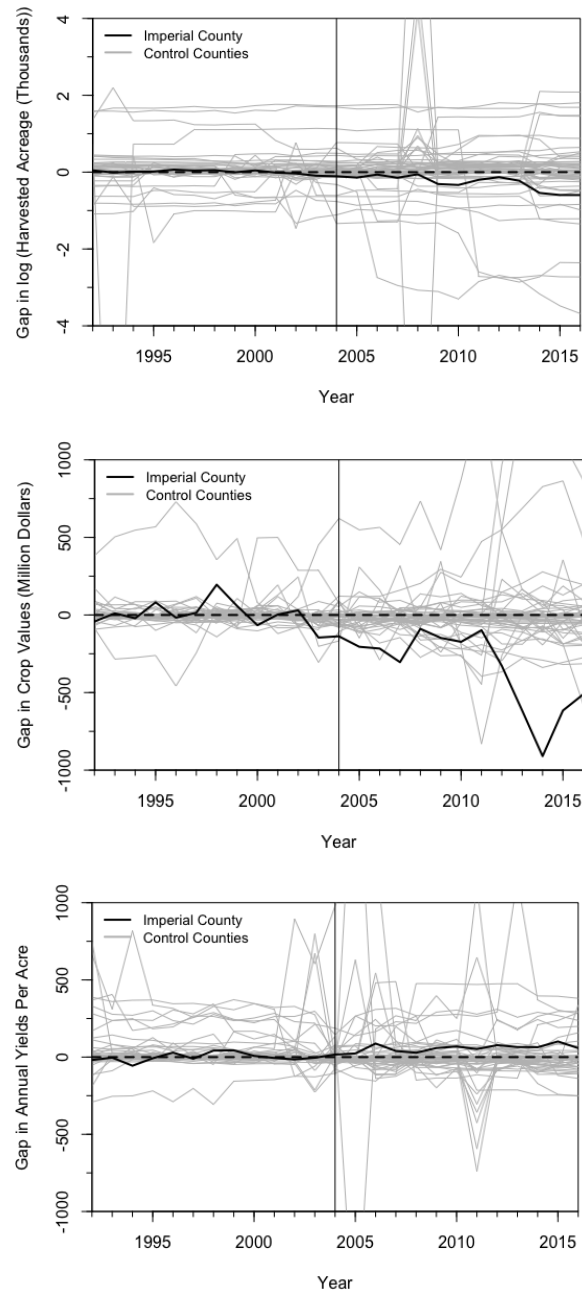 Gap in log (Harvested Acreage (Thousands))
4
2
0
-2
-4
Imperial County
Control Counties
1995 2000 2005 2010 2015
Year
Gap in Crop Values (Million Dollars)
1000
500
0
-500
-1000
Imperial County
Control Counties
1995 2000 2005 2010 2015
Year
Gap in Annual Yields Per Acre
1000
500
0
-500
-1000
Imperial County
Control Counties
1995 2000 2005 2010 2015
Year